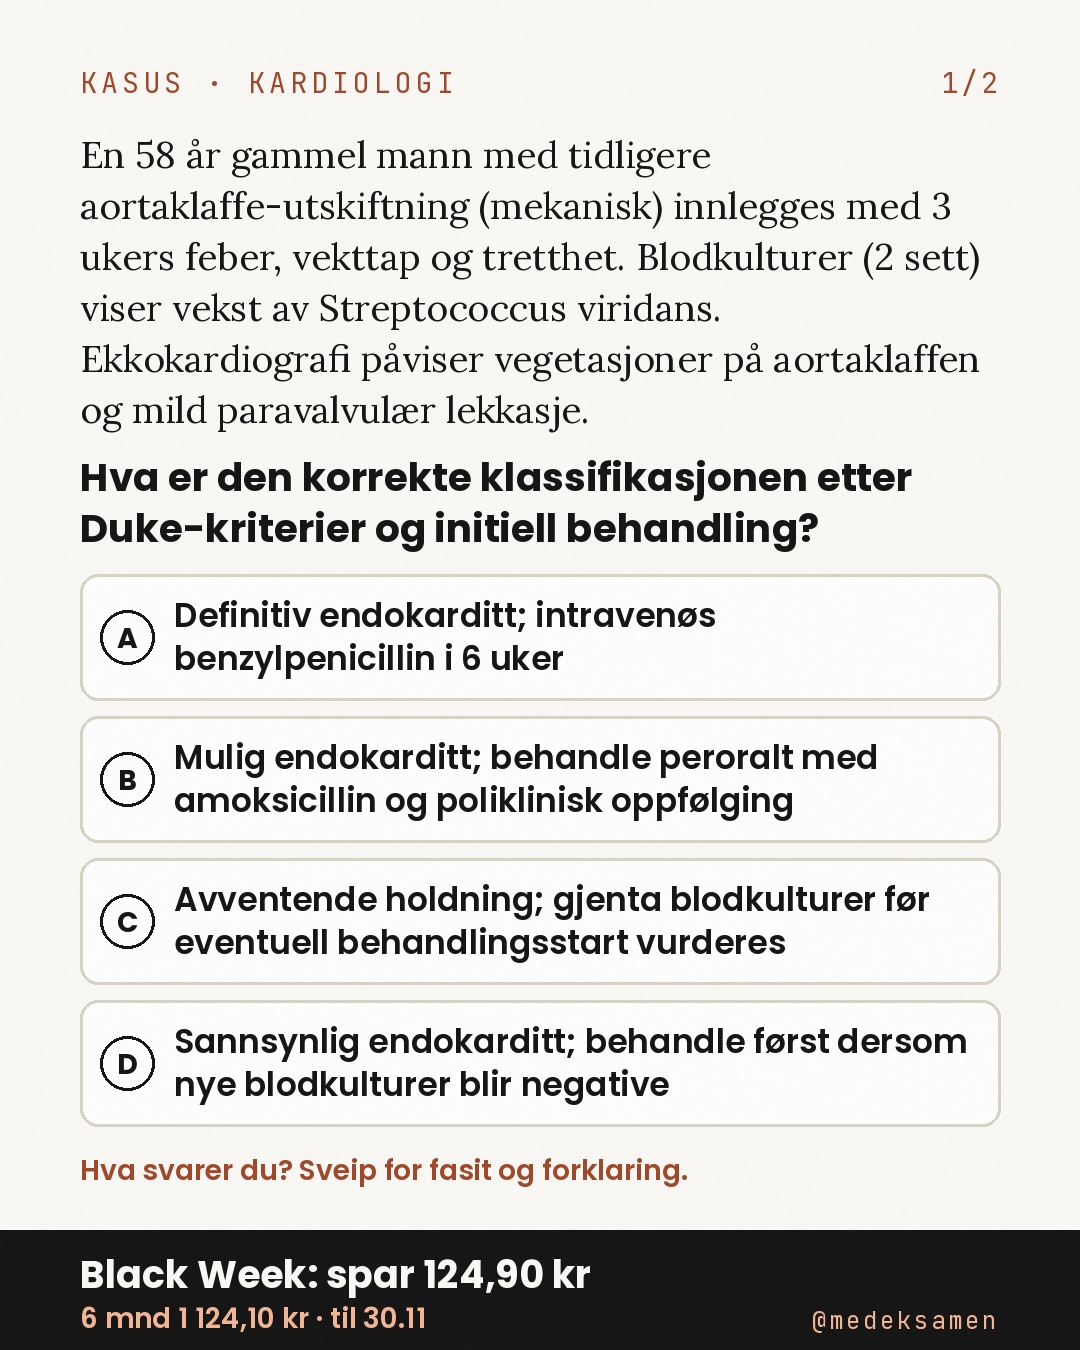 KASUS · KARDIOLOGI
1/2
En 58 år gammel mann med tidligere
aortaklaffe-utskiftning (mekanisk) innlegges med 3
ukers feber, vekttap og tretthet. Blodkulturer (2 sett)
viser vekst av Streptococcus viridans.
Ekkokardiografi påviser vegetasjoner på aortaklaffen
og mild paravalvulær lekkasje.
Hva er den korrekte klassifikasjonen etter
Duke-kriterier og initiell behandling?
A
Definitiv endokarditt; intravenøs
benzylpenicillin i 6 uker
B
Mulig endokarditt; behandle peroralt med
amoksicillin og poliklinisk oppfølging
C
Avventende holdning; gjenta blodkulturer før
eventuell behandlingsstart vurderes
D
Sannsynlig endokarditt; behandle først dersom
nye blodkulturer blir negative
Hva svarer du? Sveip for fasit og forklaring.
Black Week: spar 124,90 kr
6 mnd 1 124,10 kr · til 30.11
@medeksamen